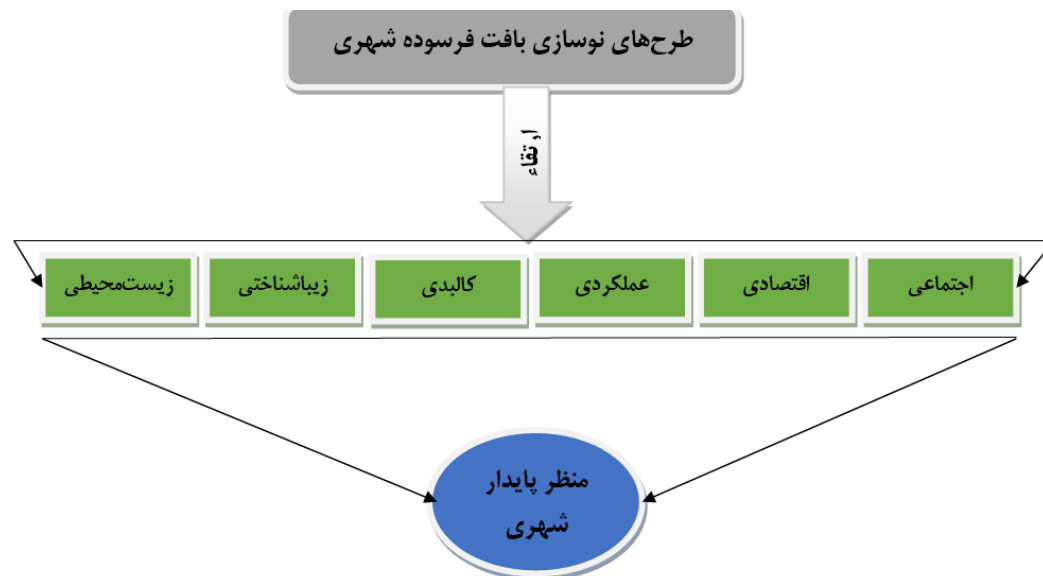 طرح‌های نوسازی بافت فرسوده شهری
ارتقاء
اجتماعی
اقتصادی
عملکردی
کالبدی
زیباشناختی
زیست‌محیطی
منظر پایدار
شهری